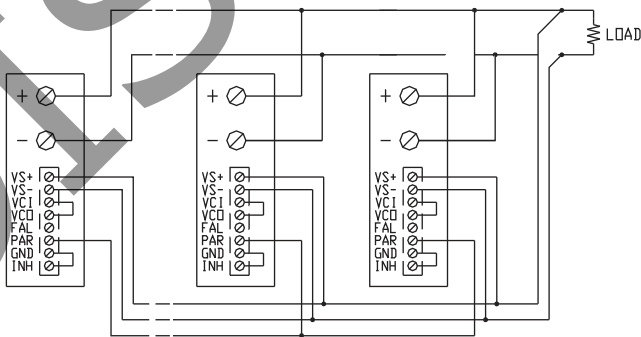 LOAD
+
−
VS+
VS-
VCI
VCO
FAL
PAR
GND
INH
+
−
VS+
VS-
VCI
VCO
FAL
PAR
GND
INH
+
−
VS+
VS-
VCI
VCO
FAL
PAR
GND
INH